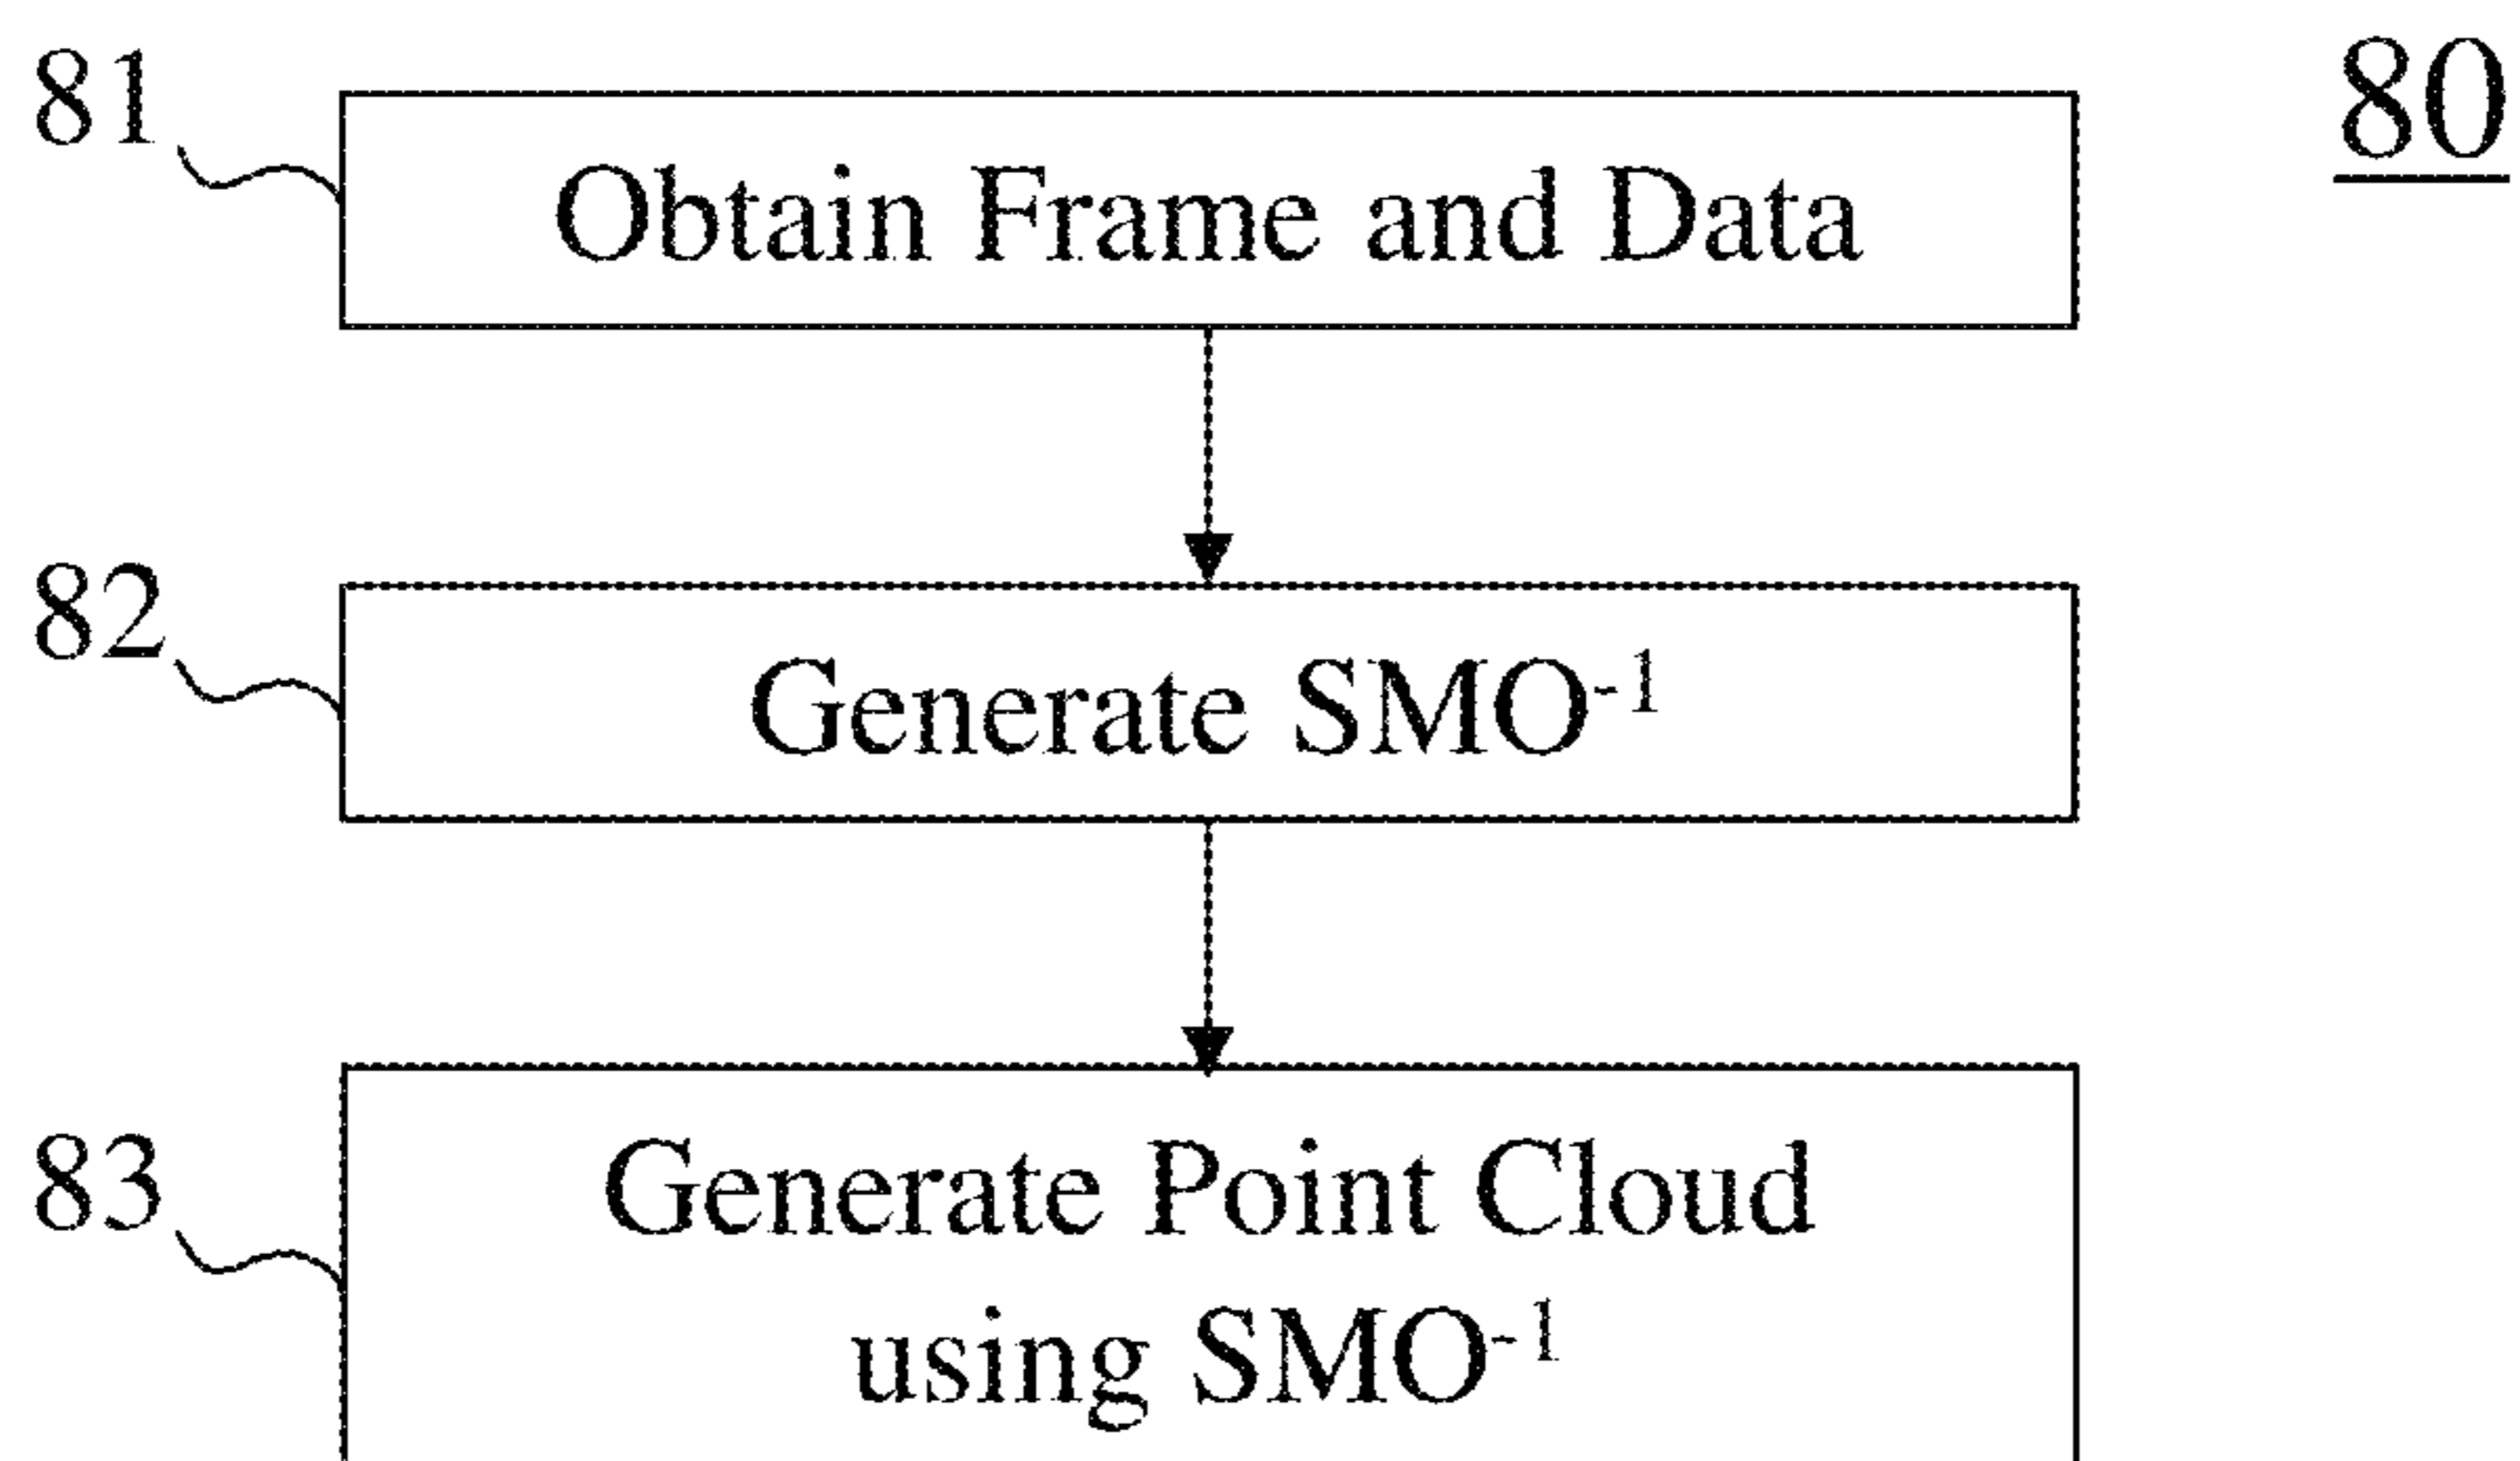 80
81
Obtain Frame and Data
82
Generate SMO⁻¹
83
Generate Point Cloud
using SMO⁻¹